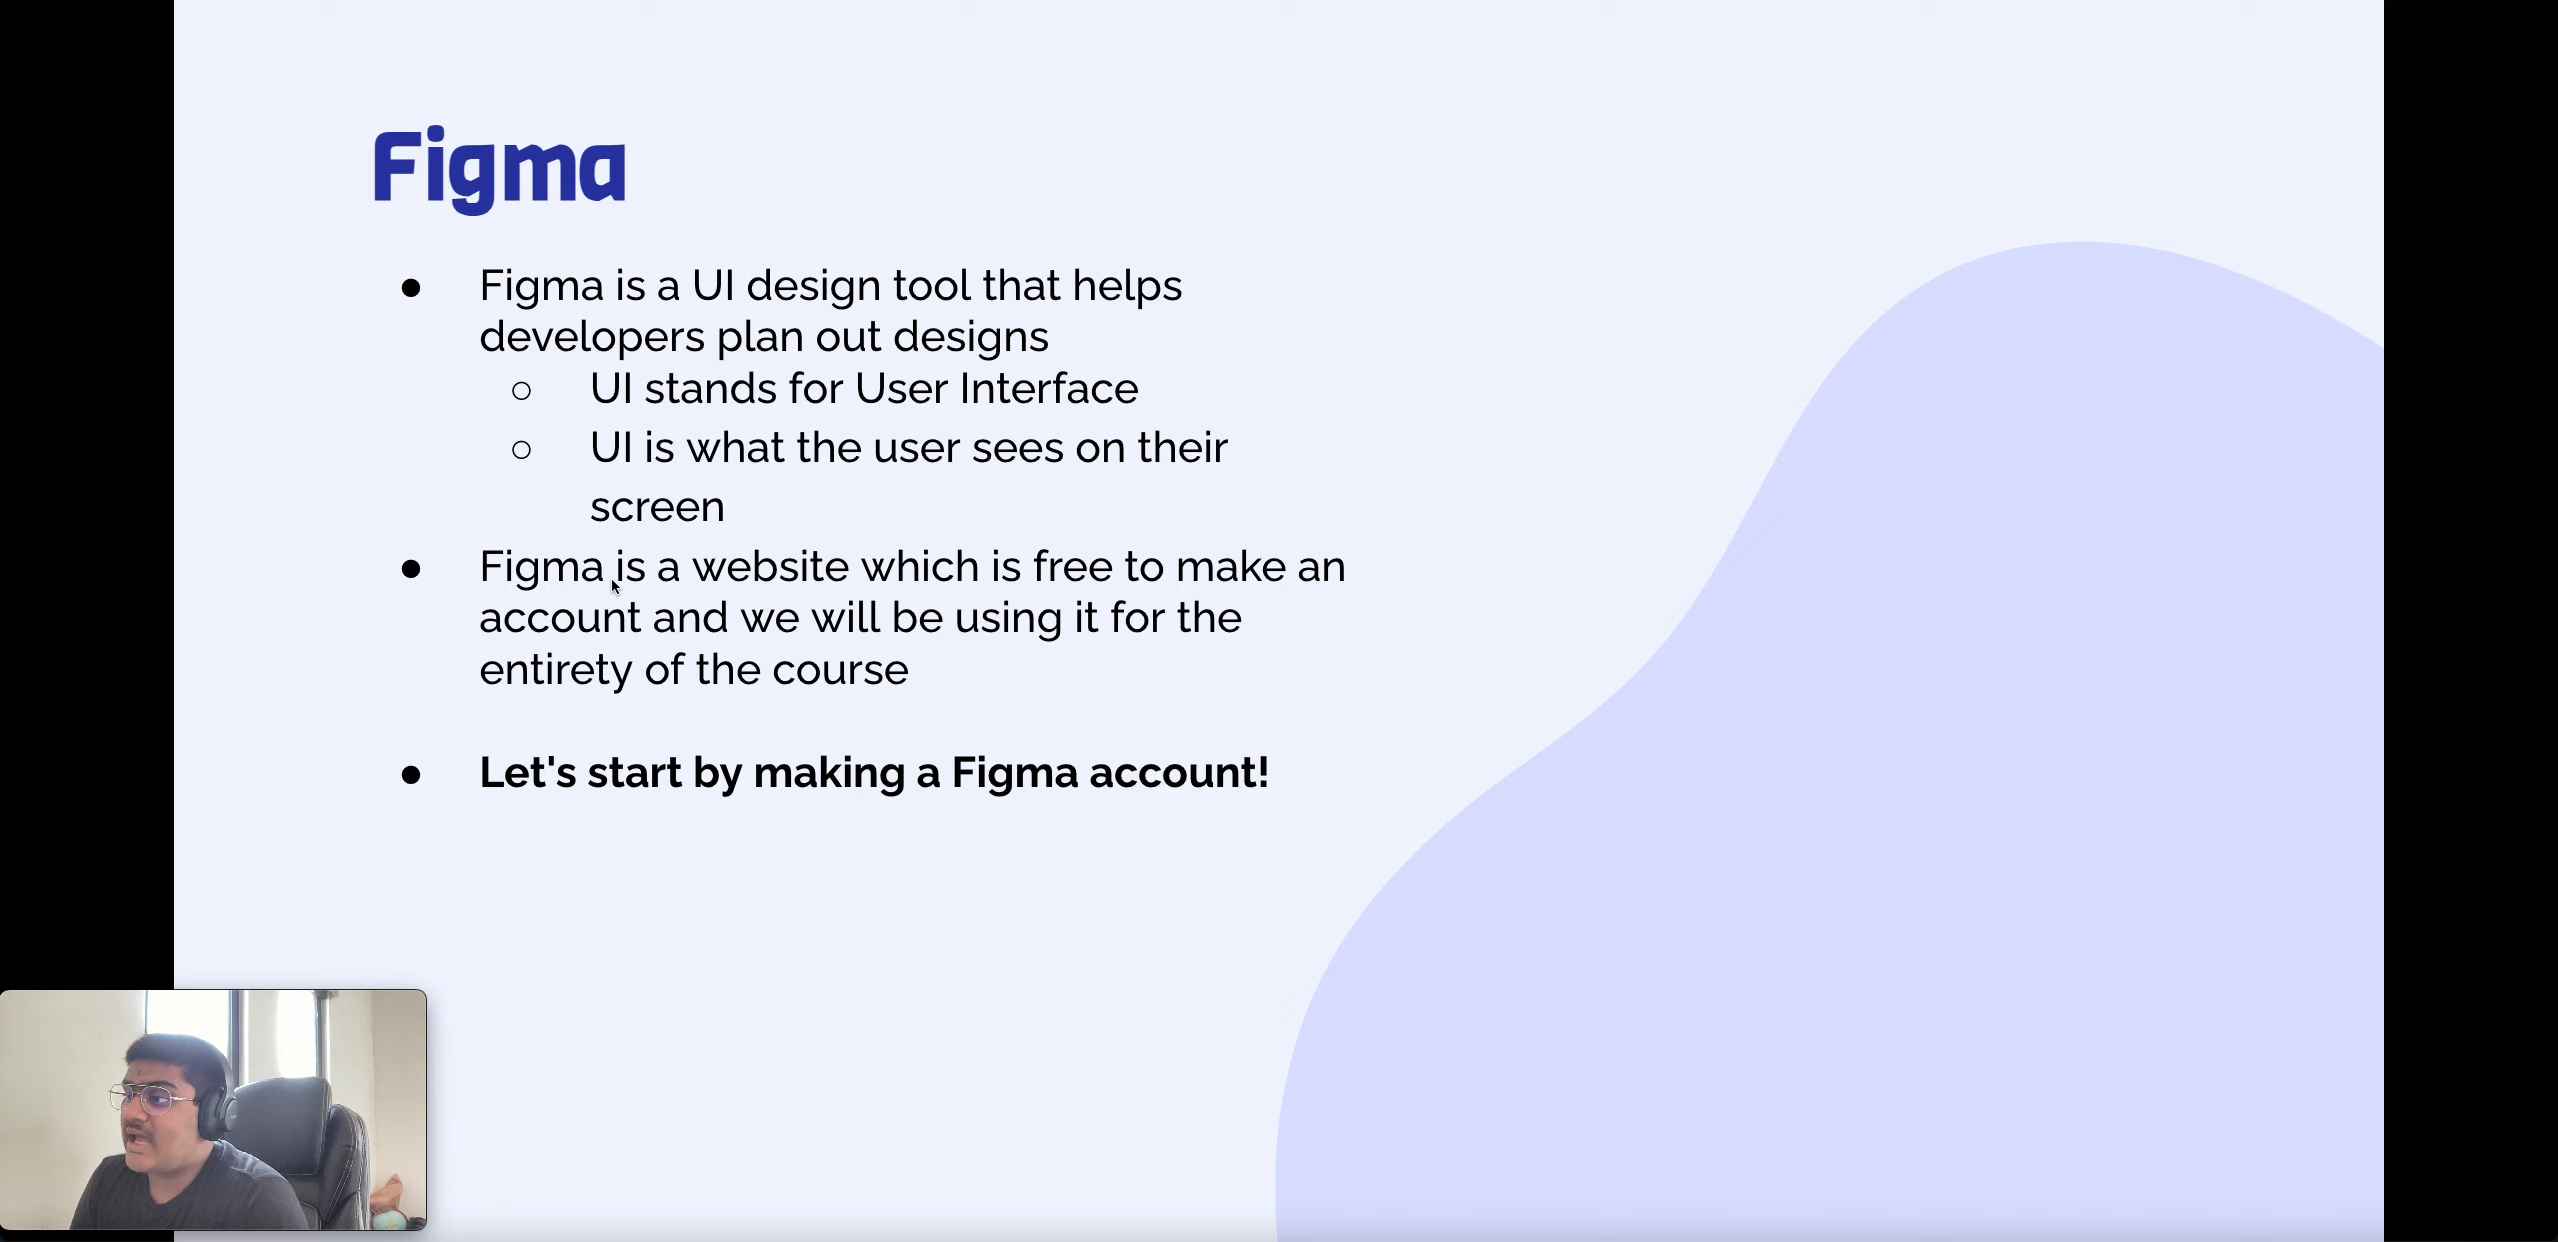 Figma
● Figma is a UI design tool that helps
developers plan out designs
○ UI stands for User Interface
○ UI is what the user sees on their
screen
● Figma is a website which is free to make an
account and we will be using it for the
entirety of the course
● Let's start by making a Figma account!